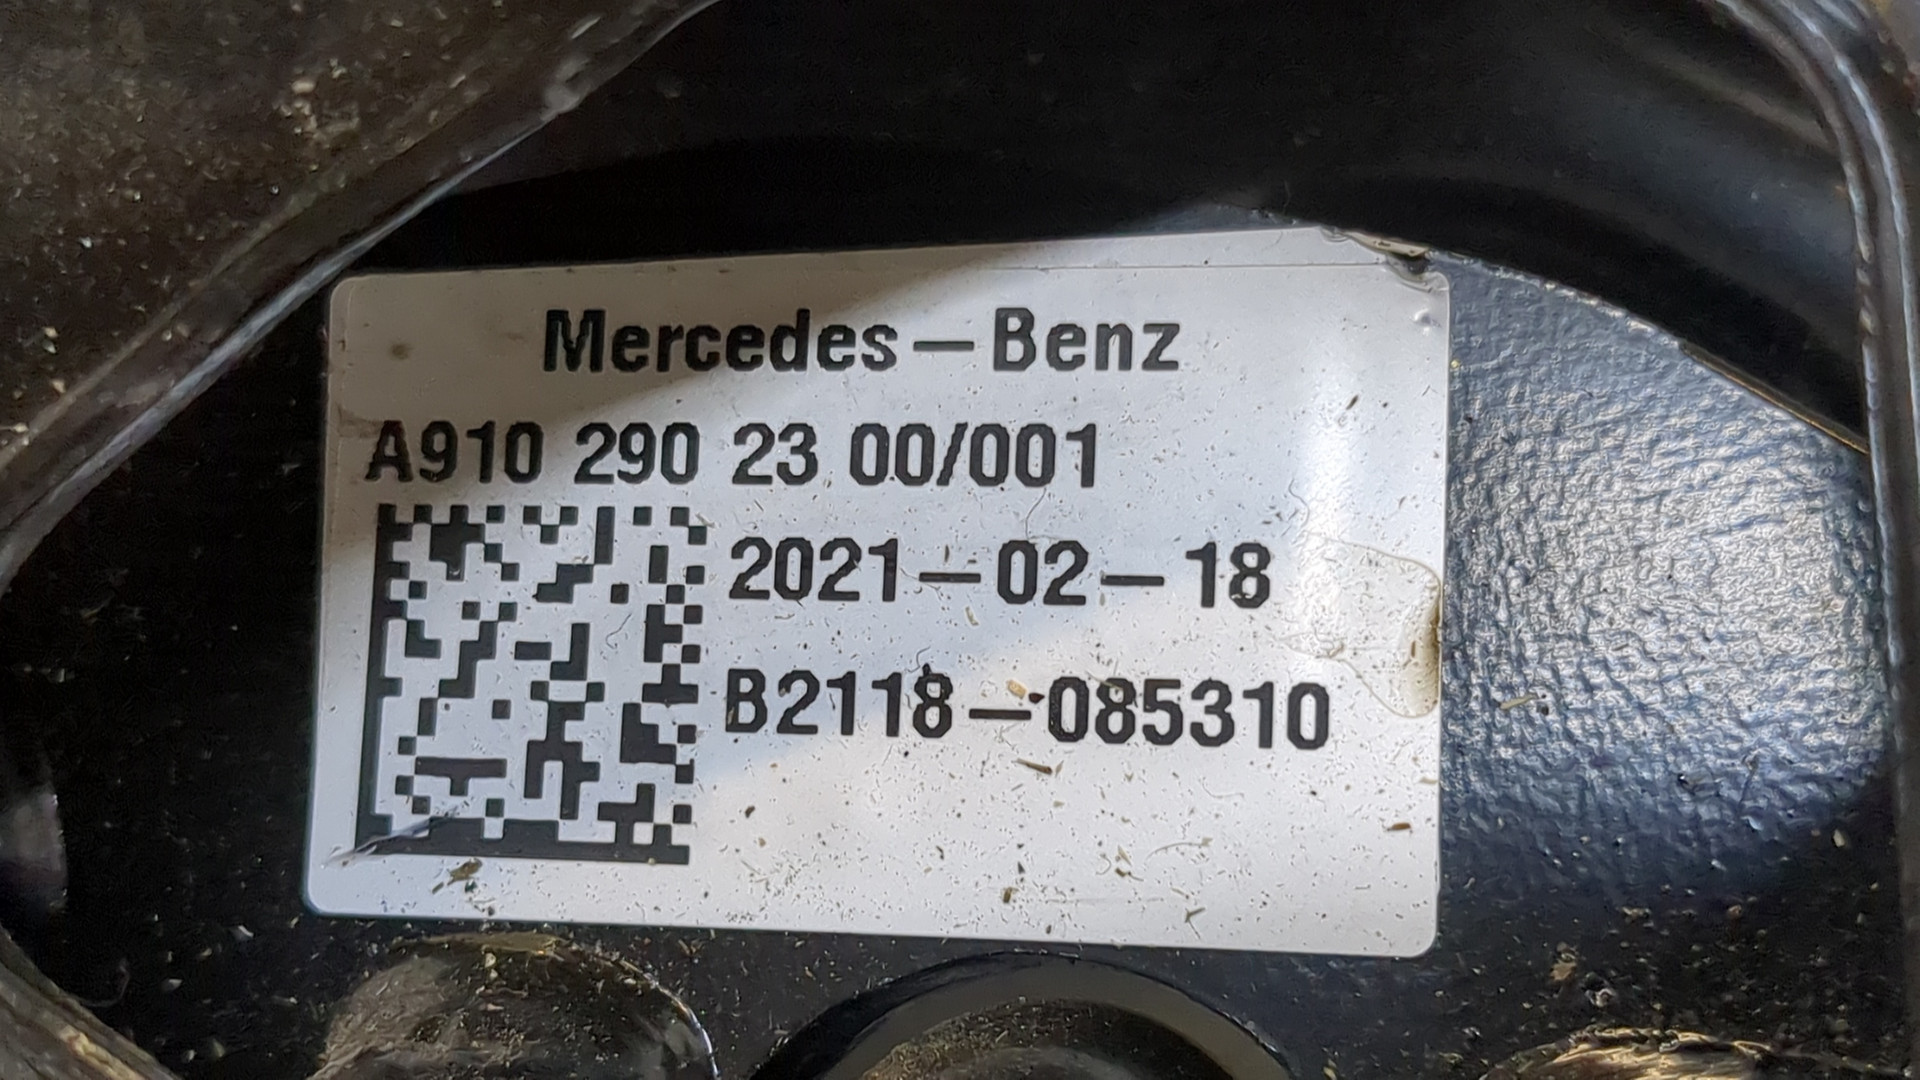 Mercedes-Benz
A910 290 23 00/001
2021-02-18
B2118-085310